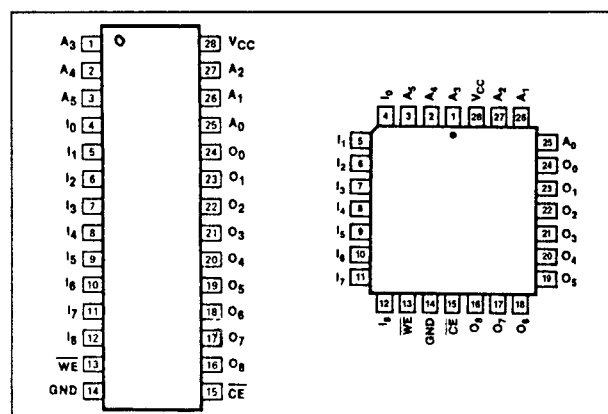 A3 1 28 VCC
A4 2 27 A2
A5 3 26 A1
I0 4 25 A0
I1 5 24 O0
I2 6 23 O1
I3 7 22 O2
I4 8 21 O3
I5 9 20 O4
I6 10 19 O5
I7 11 18 O6
I8 12 17 O7
WE 13 16 O8
GND 14 15 CE
I0 A5 A4 A3 VCC A2 A1
4 3 2 1 28 27 26
I1 5 25 A0
I2 6 24 O0
I3 7 23 O1
I4 8 22 O2
I5 9 21 O3
I6 10 20 O4
I7 11 19 O5
12 13 14 15 16 17 18
I8 WE GND CE O8 O7 O6